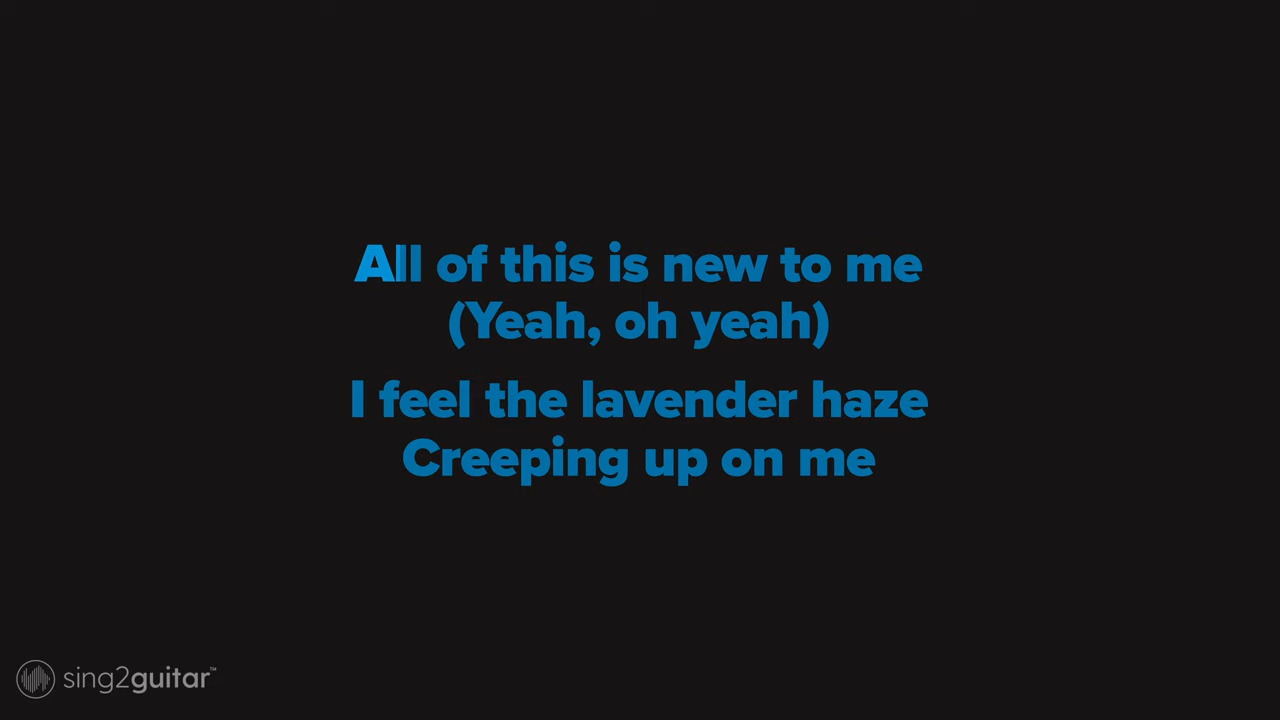 All of this is new to me
(Yeah, oh yeah)
I feel the lavender haze
Creeping up on me
sing2guitar™